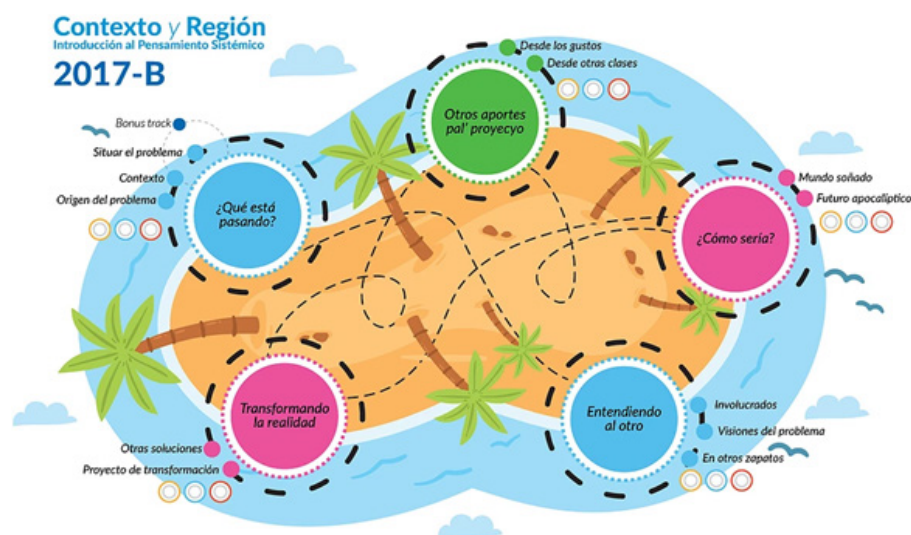 Contexto y Región
Introducción al Pensamiento Sistémico
2017-B
Desde los gustos
Desde otras clases
Otros aportes
pal' proyecyo
Bonus track
Situar el problema
Contexto
Origen del problema
¿Qué está
pasando?
Mundo soñado
Futuro apocalíptico
¿Cómo sería?
Transformando
la realidad
Otras soluciones
Proyecto de transformación
Entendiendo
al otro
Involucrados
Visiones del problema
En otros zapatos